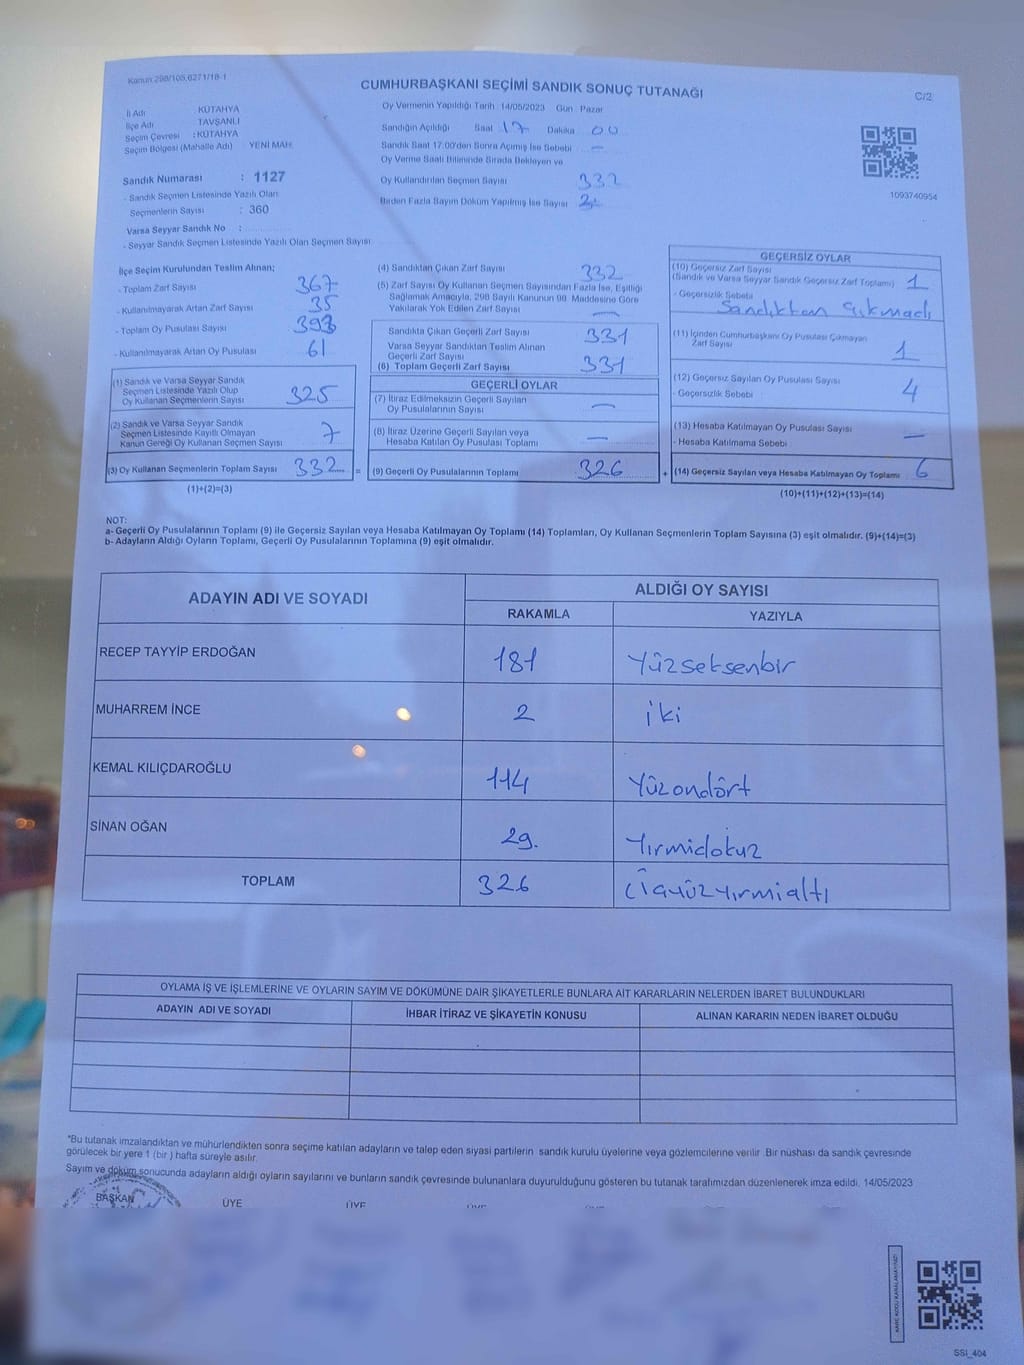 Kanun 298/105,6271/18-1
CUMHURBAŞKANI SEÇİMİ SANDIK SONUÇ TUTANAĞI
C/2
İl Adı : KÜTAHYA
İlçe Adı : TAVŞANLI
Seçim Çevresi : KÜTAHYA
Seçim Bölgesi (Mahalle Adı) YENİ MAH.
Sandık Numarası : 1127
- Sandık Seçmen Listesinde Yazılı Olan
Seçmenlerin Sayısı : 360
Varsa Seyyar Sandık No :
- Seyyar Sandık Seçmen Listesinde Yazılı Olan Seçmen Sayısı
Oy Vermenin Yapıldığı Tarih 14/05/2023 Gün Pazar
Sandığın Açıldığı Saat 17 Dakika 00
Sandık Saat 17:00'den Sonra Açımış İse Sebebi —
Oy Verme Saati Bitiminde Sırada Bekleyen ve
Oy Kullandırılan Seçmen Sayısı 332
Birden Fazla Sayım Döküm Yapılmış İse Sayısı
1093740954
İlçe Seçim Kurulundan Teslim Alınan;
- Toplam Zarf Sayısı 367
- Kullanılmayarak Artan Zarf Sayısı 35
- Toplam Oy Pusulası Sayısı 393
- Kullanılmayarak Artan Oy Pusulası 61
(1) Sandık ve Varsa Seyyar Sandık
Seçmen Listesinde Yazılı Olup
Oy Kullanan Seçmenlerin Sayısı 325
(2) Sandık ve Varsa Seyyar Sandık
Seçmen Listesinde Kayıtlı Olmayan
Kanun Gereği Oy Kullanan Seçmen Sayısı 7
(3) Oy Kullanan Seçmenlerin Toplam Sayısı 332 =
(1)+(2)=(3)
(4) Sandıktan Çıkan Zarf Sayısı 332
(5) Zarf Sayısı Oy Kullanan Seçmen Sayısından Fazla İse, Eşitliği
Sağlamak Amacıyla, 298 Sayılı Kanunun 98. Maddesine Göre
Yakılarak Yok Edilen Zarf Sayısı —
Sandıkta Çıkan Geçerli Zarf Sayısı 331
Varsa Seyyar Sandıktan Teslim Alınan
Geçerli Zarf Sayısı
(6) Toplam Geçerli Zarf Sayısı 331
GEÇERLİ OYLAR
(7) İtiraz Edilmeksizin Geçerli Sayılan
Oy Pusulalarının Sayısı —
(8) İtiraz Üzerine Geçerli Sayılan veya
Hesaba Katılan Oy Pusulası Toplamı —
(9) Geçerli Oy Pusulalarının Toplamı 326 +
GEÇERSİZ OYLAR
(10) Geçersiz Zarf Sayısı
(Sandık ve Varsa Seyyar Sandık Geçersiz Zarf Toplamı) 1
- Geçersizlik Sebebi Sandıktan Çıkmadı
(11) İçinden Cumhurbaşkanı Oy Pusulası Çıkmayan
Zarf Sayısı 1
(12) Geçersiz Sayılan Oy Pusulası Sayısı 4
- Geçersizlik Sebebi
(13) Hesaba Katılmayan Oy Pusulası Sayısı —
- Hesaba Katılmama Sebebi
(14) Geçersiz Sayılan veya Hesaba Katılmayan Oy Toplamı 6
(10)+(11)+(12)+(13)=(14)
NOT:
a- Geçerli Oy Pusulalarının Toplamı (9) ile Geçersiz Sayılan veya Hesaba Katılmayan Oy Toplamı (14) Toplamları, Oy Kullanan Seçmenlerin Toplam Sayısına (3) eşit olmalıdır. (9)+(14)=(3)
b- Adayların Aldığı Oyların Toplamı, Geçerli Oy Pusulalarının Toplamına (9) eşit olmalıdır.
ADAYIN ADI VE SOYADI ALDIĞI OY SAYISI
RAKAMLA YAZIYLA
RECEP TAYYİP ERDOĞAN 181 Yüzseksenbir
MUHARREM İNCE 2 iki
KEMAL KILIÇDAROĞLU 114 Yüzondört
SİNAN OĞAN 29. Yirmidokuz
TOPLAM 326 Üçyüzyirmialtı
OYLAMA İŞ VE İŞLEMLERİNE VE OYLARIN SAYIM VE DÖKÜMÜNE DAİR ŞİKAYETLERLE BUNLARA AİT KARARLARIN NELERDEN İBARET BULUNDUKLARI
ADAYIN ADI VE SOYADI İHBAR İTİRAZ VE ŞİKAYETİN KONUSU ALINAN KARARIN NEDEN İBARET OLDUĞU
*Bu tutanak imzalandıktan ve mühürlendikten sonra seçime katılan adayların ve talep eden siyasi partilerin sandık kurulu üyelerine veya gözlemcilerine verilir. Bir nüshası da sandık çevresinde
görülecek bir yere 1 (bir) hafta süreyle asılır.
Sayım ve döküm sonucunda adayların aldığı oyların sayılarını ve bunların sandık çevresinde bulunanlara duyurulduğunu gösteren bu tutanak tarafımızdan düzenlenerek imza edildi. 14/05/2023
BAŞKAN ÜYE ÜYE
SSİ_404